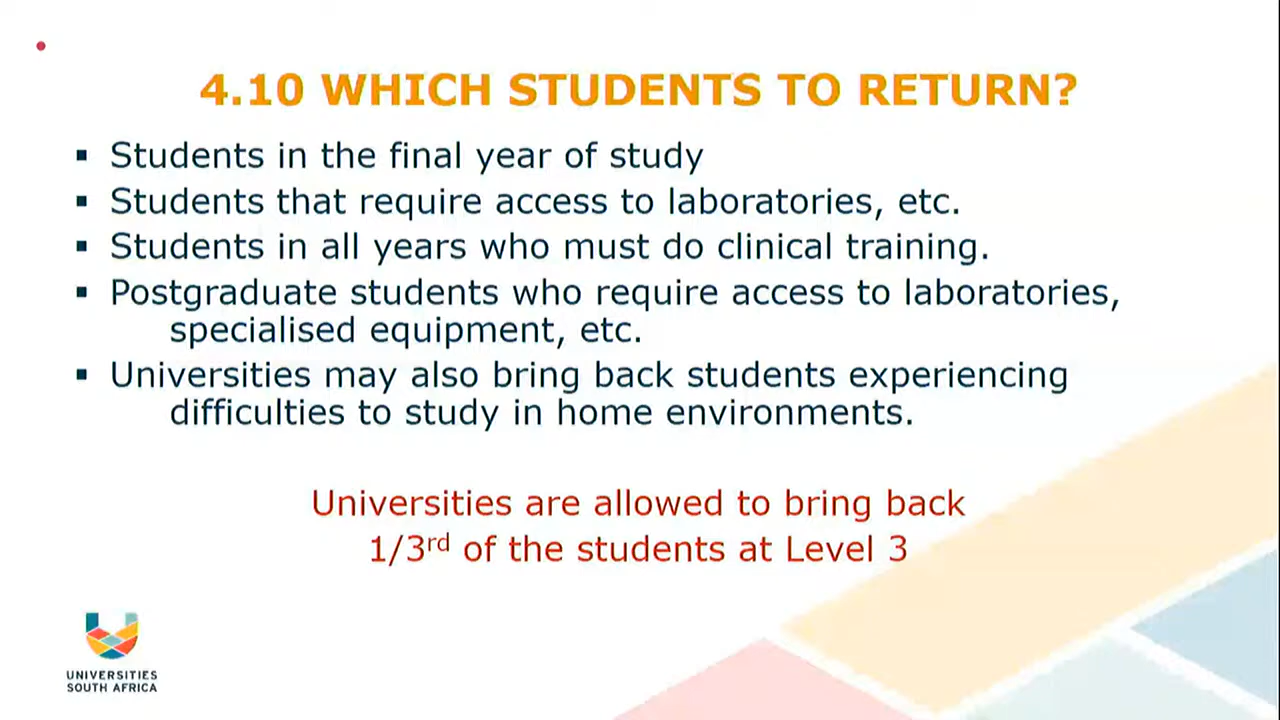 4.10 WHICH STUDENTS TO RETURN?
▪ Students in the final year of study
▪ Students that require access to laboratories, etc.
▪ Students in all years who must do clinical training.
▪ Postgraduate students who require access to laboratories,
specialised equipment, etc.
▪ Universities may also bring back students experiencing
difficulties to study in home environments.
Universities are allowed to bring back
1/3rd of the students at Level 3
UNIVERSITIES
SOUTH AFRICA